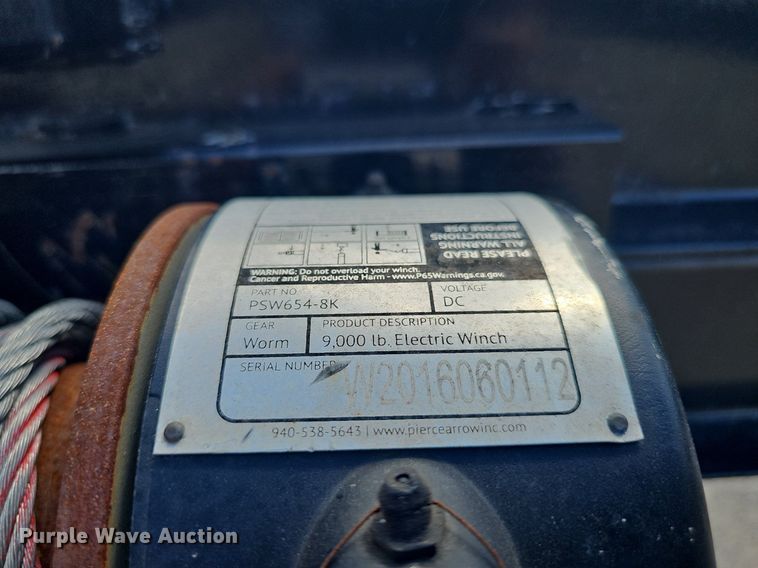 PLEASE READ
ALL WARNING
INSTRUCTIONS
BEFORE USE
WARNING: Do not overload your winch.
Cancer and Reproductive Harm - www.P65Warnings.ca.gov
PART NO.
PSW654-8K
VOLTAGE
DC
GEAR
Worm
PRODUCT DESCRIPTION
9,000 lb. Electric Winch
SERIAL NUMBER
W2016060112
940-538-5643 | www.piercearrowinc.com
Purple Wave Auction®